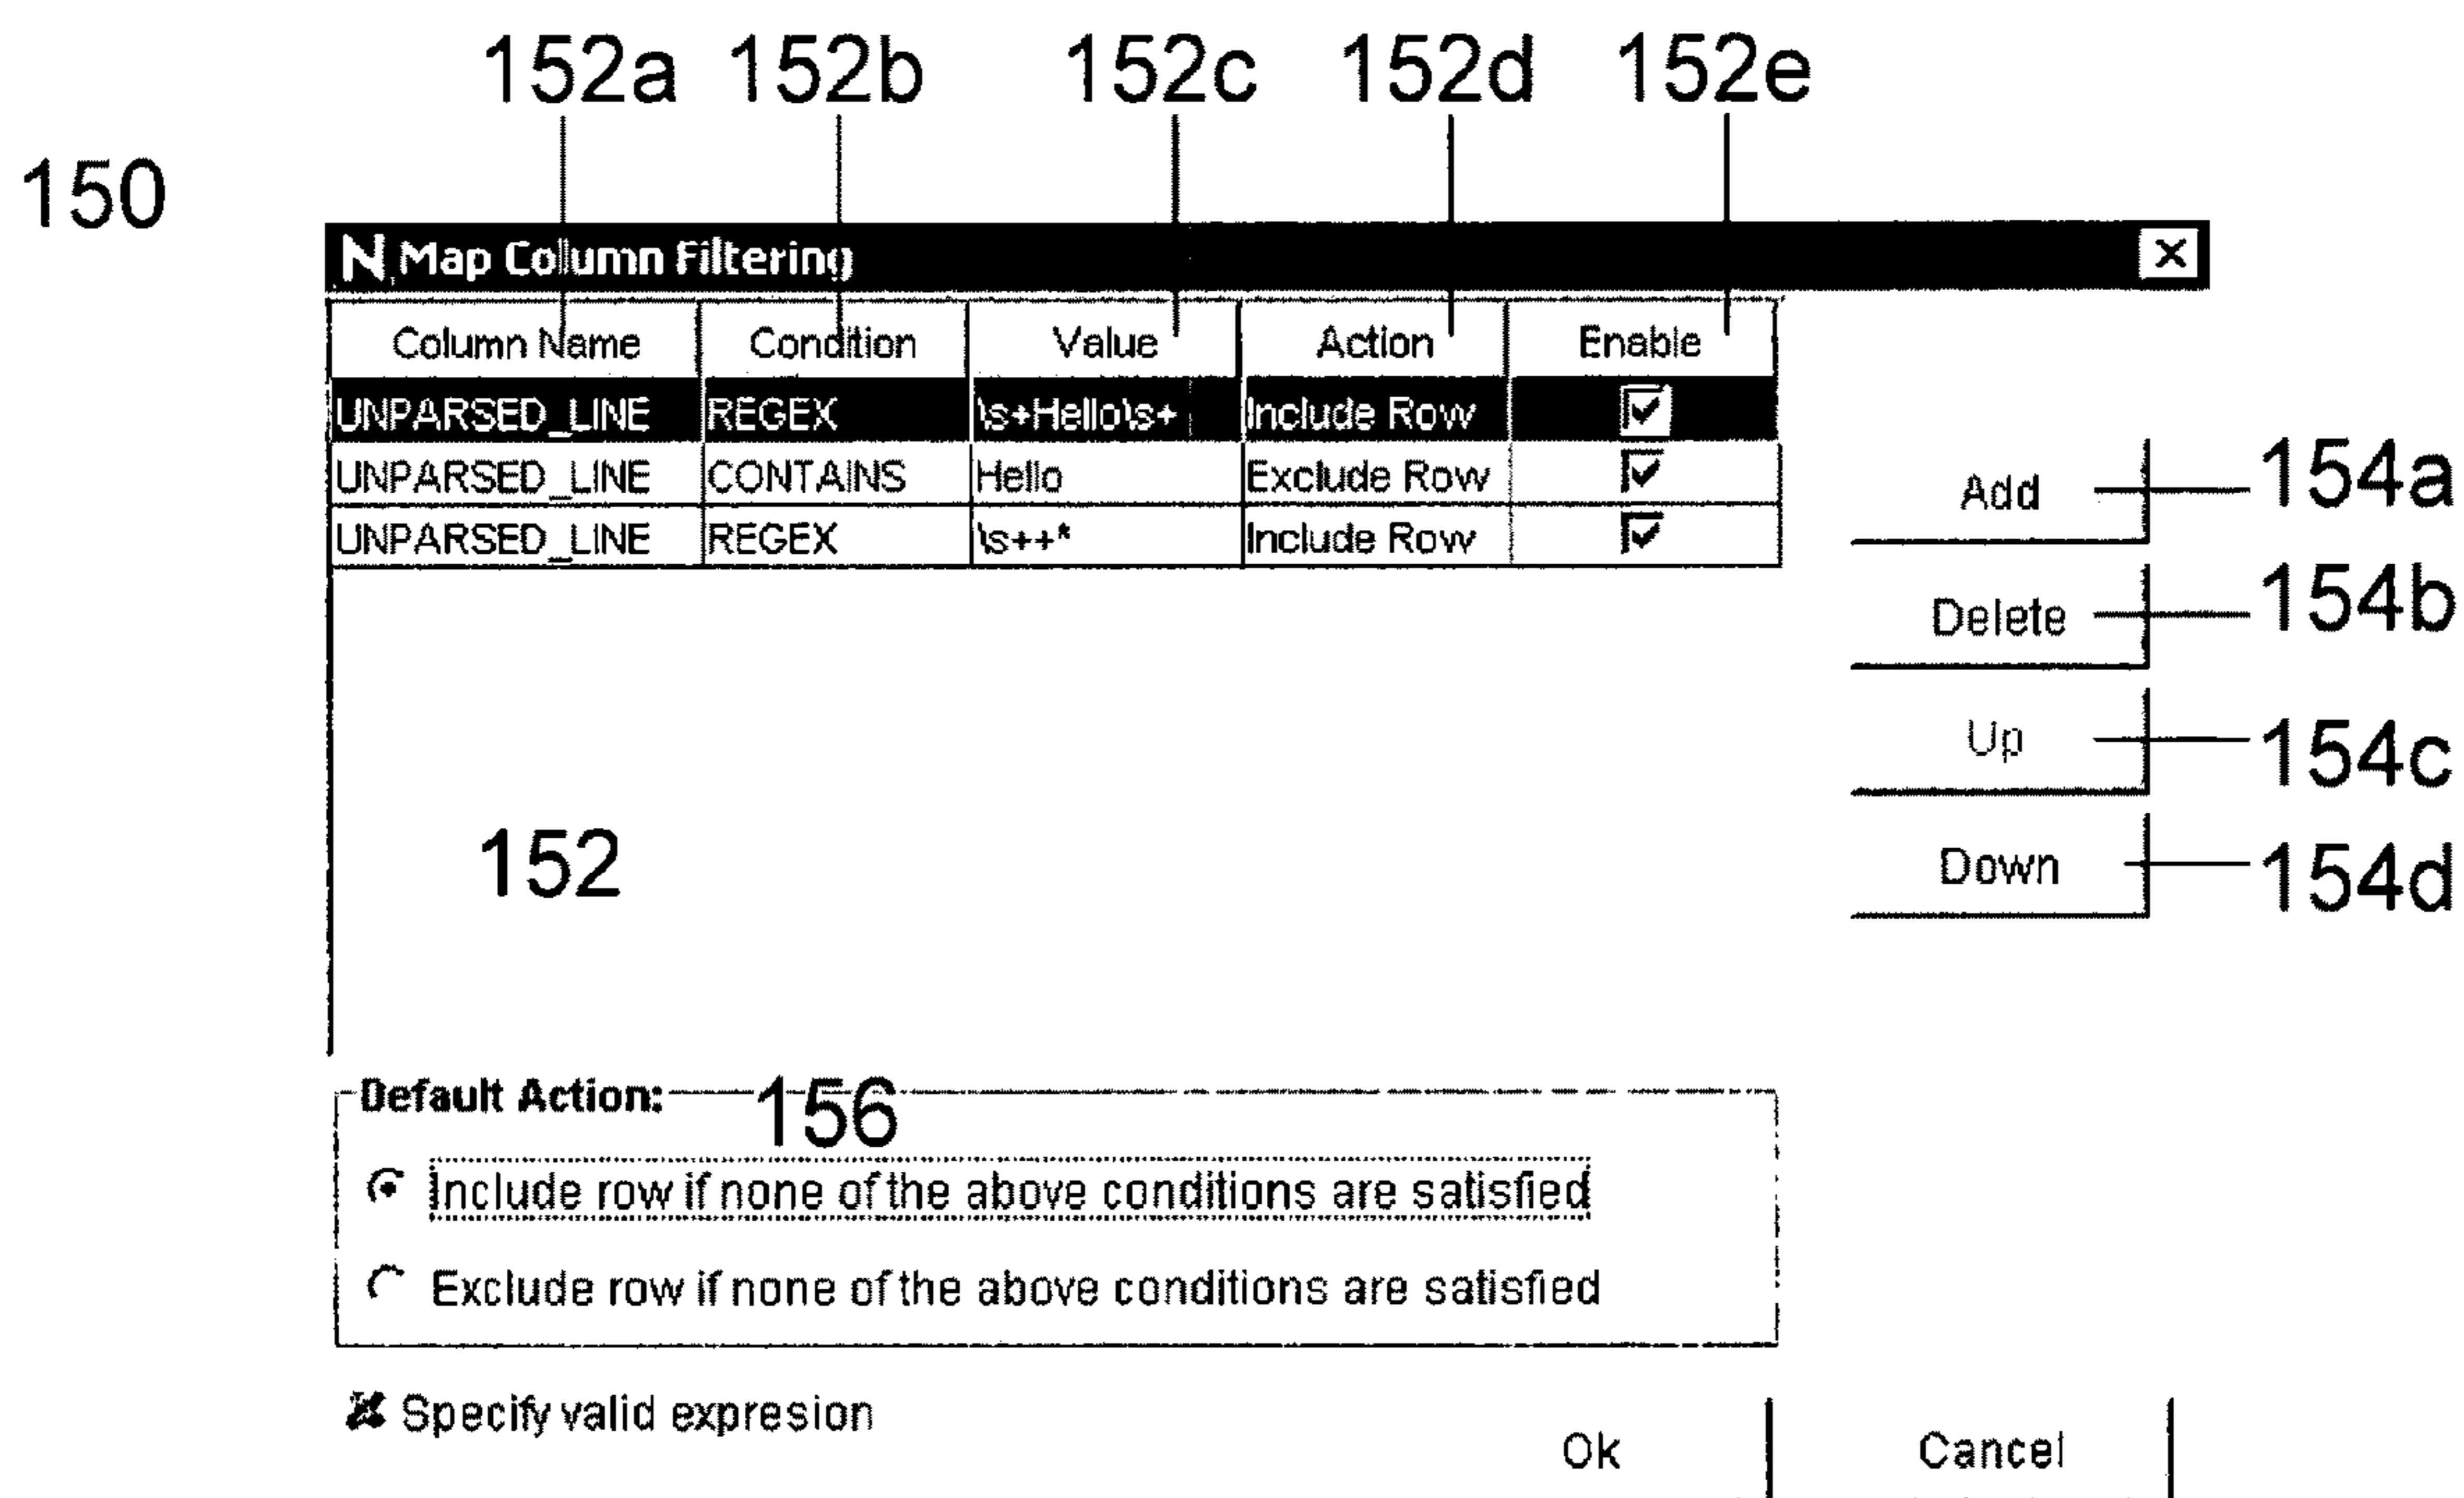 152a 152b 152c 152d 152e
150
N Map Column Filtering
Column Name Condition Value Action Enable
UNPARSED_LINE REGEX \s+Hello\s+ Include Row
UNPARSED_LINE CONTAINS Hello Exclude Row
UNPARSED_LINE REGEX \s++* Include Row
Add 154a
Delete 154b
Up 154c
Down 154d
152
Default Action: 156
Include row if none of the above conditions are satisfied
Exclude row if none of the above conditions are satisfied
Specify valid expresion
Ok Cancel